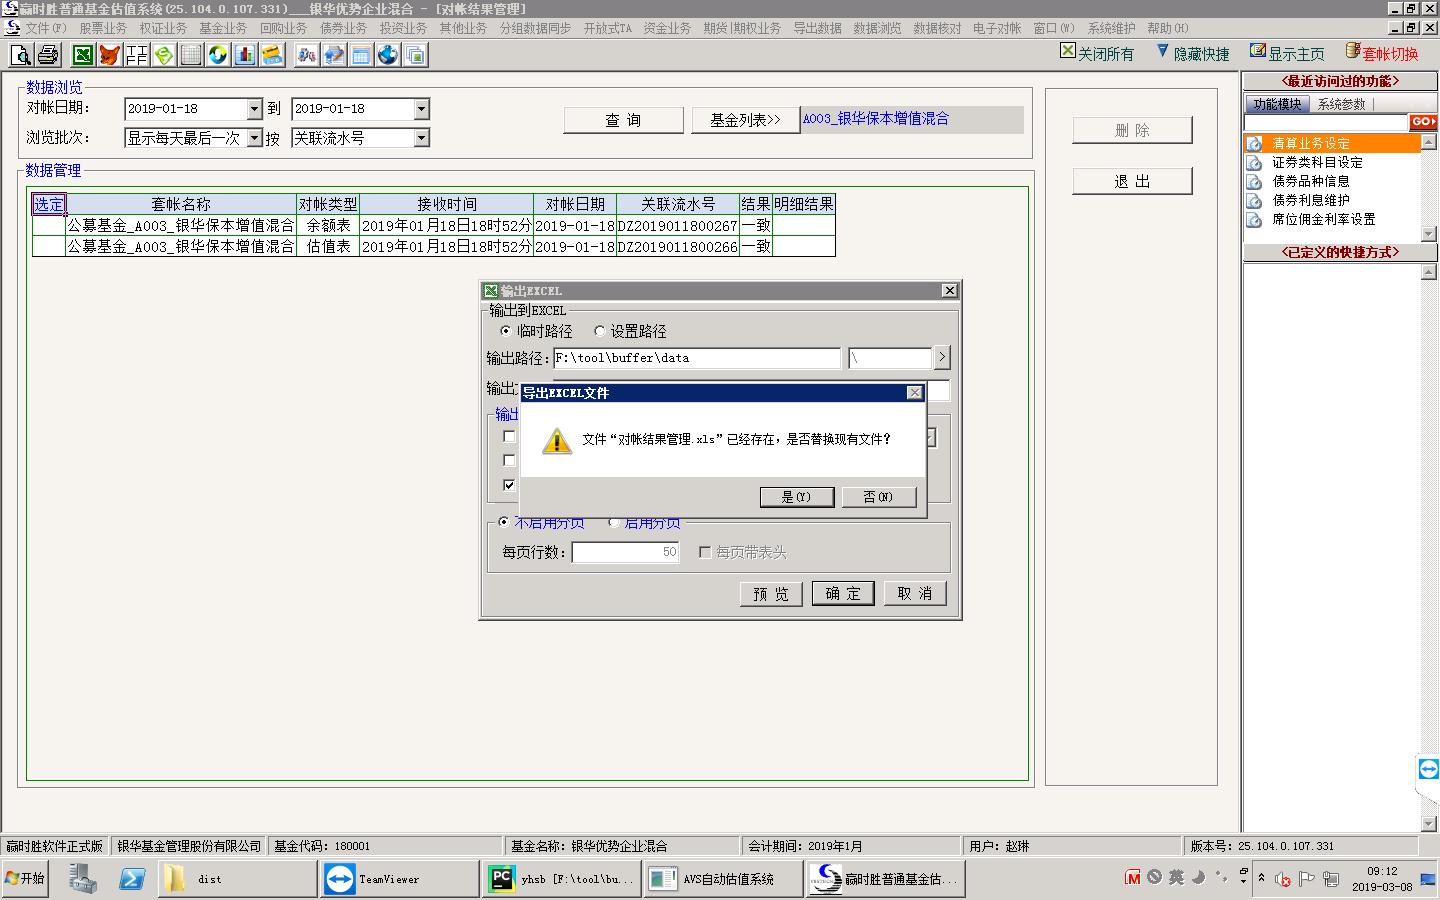 赢时胜普通基金估值系统(25.104.0.107.331)___银华优势企业混合 - [对帐结果管理]
文件(F) 股票业务 权证业务 基金业务 回购业务 债券业务 投资业务 其他业务 分组数据同步 开放式TA 资金业务 期货|期权业务 导出数据 数据浏览 数据核对 电子对帐 窗口(W) 系统维护 帮助(H)
关闭所有 隐藏快捷 显示主页 套帐切换
数据浏览
对帐日期: 2019-01-18 到 2019-01-18
查 询 基金列表>> A003_银华保本增值混合
浏览批次: 显示每天最后一次 按 关联流水号
删 除
退 出
数据管理
选定 套帐名称 对帐类型 接收时间 对帐日期 关联流水号 结果 明细结果
公募基金_A003_银华保本增值混合 余额表 2019年01月18日18时52分 2019-01-18 DZ2019011800267 一致
公募基金_A003_银华保本增值混合 估值表 2019年01月18日18时52分 2019-01-18 DZ2019011800266 一致
<最近访问过的功能>
功能模块 系统参数
GO
清算业务设定
证券类科目设定
债券品种信息
债券利息维护
席位佣金利率设置
<已定义的快捷方式>
输出EXCEL
输出到EXCEL
临时路径 设置路径
输出路径: F:\tool\buffer\data \ >
输出
导出EXCEL文件
文件“对帐结果管理.xls”已经存在，是否替换现有文件？
是(Y) 否(N)
输出
不启用分页 启用分页
每页行数: 50 每页带表头
预 览 确 定 取 消
赢时胜软件正式版 银华基金管理股份有限公司 基金代码: 180001 基金名称: 银华优势企业混合 会计期间: 2019年1月 用户: 赵琳 版本号: 25.104.0.107.331
开始 dist TeamViewer yhsb [F:\tool\bu... AVS自动估值系统 赢时胜普通基金估...
英
09:12
2019-03-08